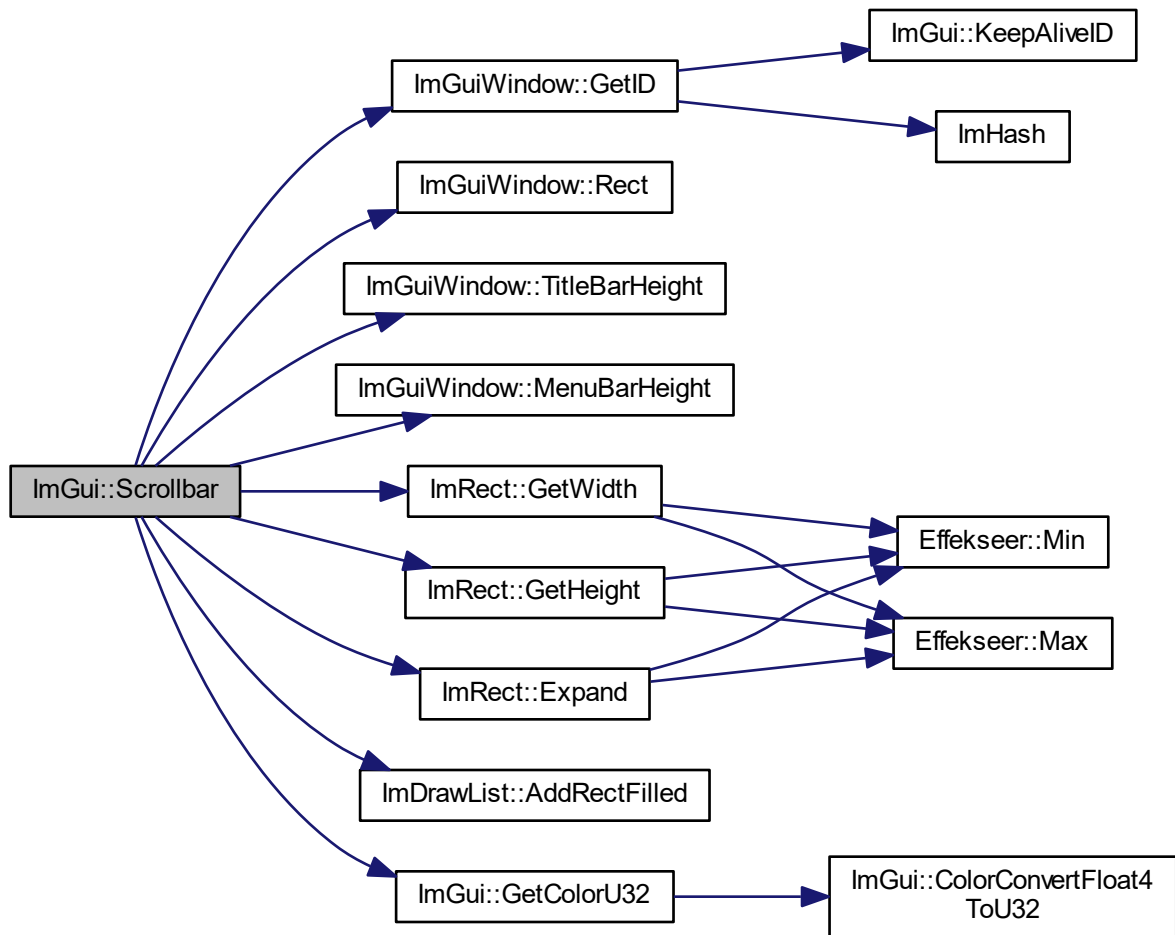 ImGui::KeepAliveID
ImGuiWindow::GetID
ImHash
ImGuiWindow::Rect
ImGuiWindow::TitleBarHeight
ImGuiWindow::MenuBarHeight
ImGui::Scrollbar
ImRect::GetWidth
Effekseer::Min
ImRect::GetHeight
Effekseer::Max
ImRect::Expand
ImDrawList::AddRectFilled
ImGui::GetColorU32
ImGui::ColorConvertFloat4
ToU32